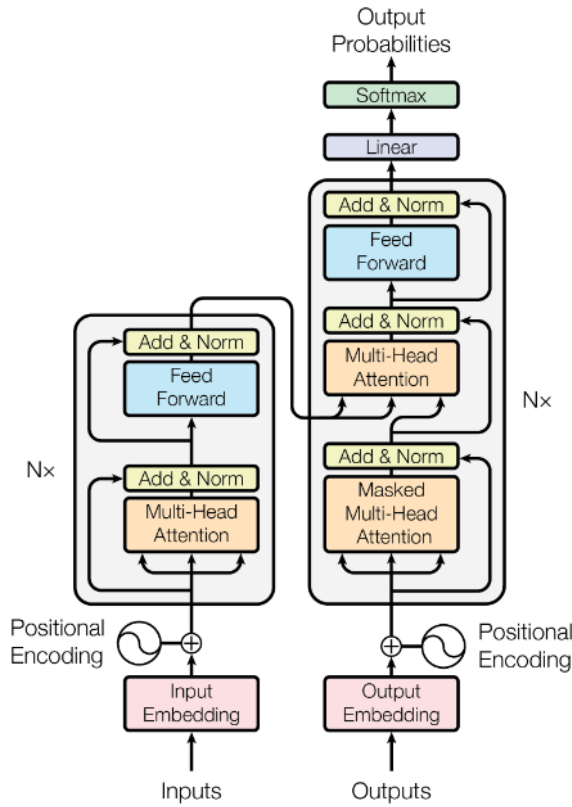 Output
Probabilities
Softmax
Linear
Add & Norm
Feed
Forward
Add & Norm
Multi-Head
Attention
Add & Norm
Masked
Multi-Head
Attention
Nx
Add & Norm
Feed
Forward
Add & Norm
Multi-Head
Attention
Nx
Positional
Encoding
Positional
Encoding
Input
Embedding
Output
Embedding
Inputs
Outputs